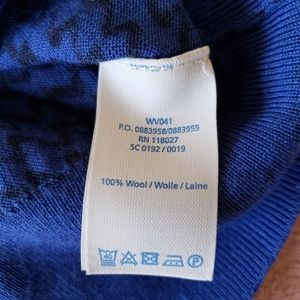 WV041
P.O. 0883958/0883959
RN 118027
SC 0192 / 0019
100% Wool / Wolle / Laine